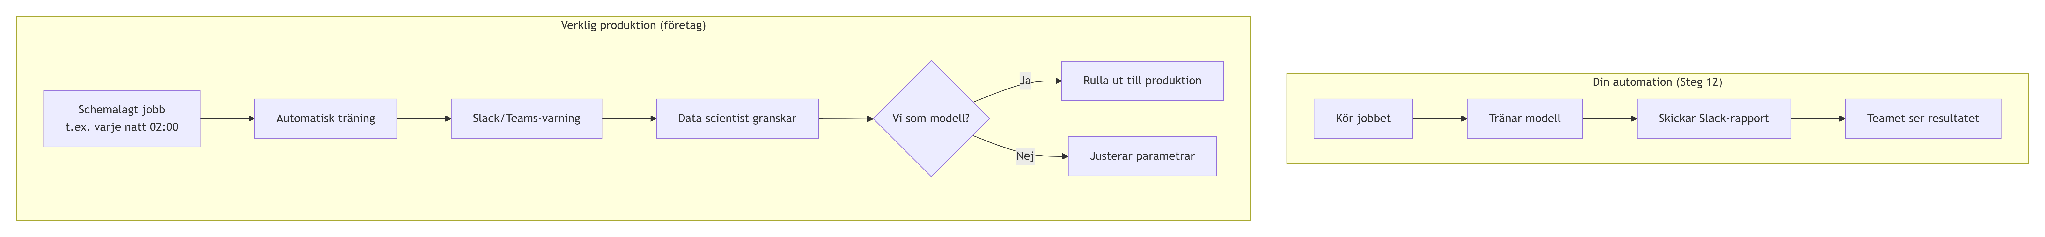 Verklig produktion (företag)
Schemalagt jobb
t.ex. varje natt 02:00
Automatisk träning
Slack/Teams-varning
Data scientist granskar
Vi som modell?
Ja
Rulla ut till produktion
Nej
Justerar parametrar
Din automation (Steg 12)
Kör jobbet
Tränar modell
Skickar Slack-rapport
Teamet ser resultatet